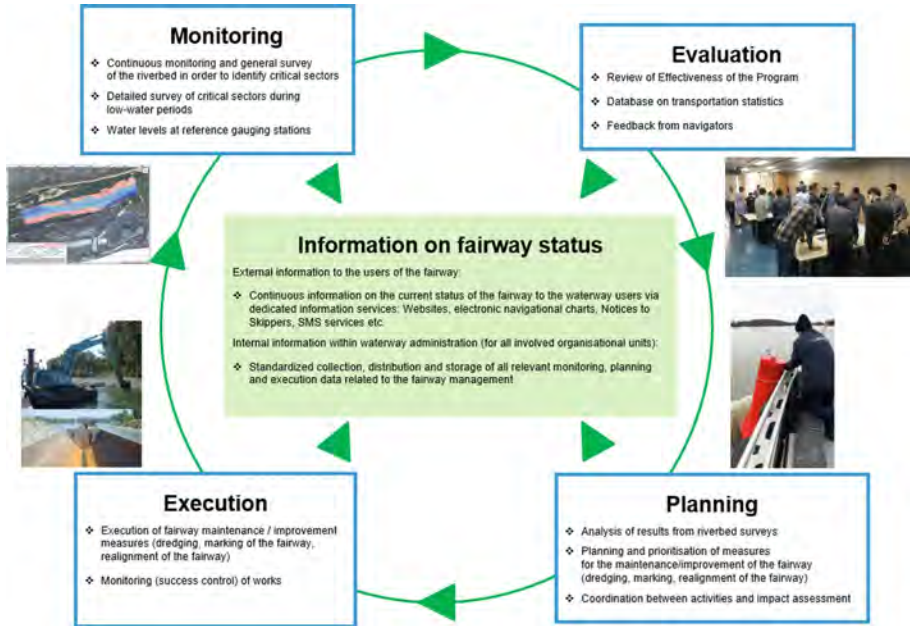 Monitoring
❖ Continuous monitoring and general survey
of the riverbed in order to identify critical sectors
❖ Detailed survey of critical sectors during
low-water periods
❖ Water levels at reference gauging stations
Evaluation
❖ Review of Effectiveness of the Program
❖ Database on transportation statistics
❖ Feedback from navigators
Information on fairway status
External information to the users of the fairway:
❖ Continuous information on the current status of the fairway to the waterway users via
dedicated information services: Websites, electronic navigational charts, Notices to
Skippers, SMS services etc.
Internal information within waterway administration (for all involved organisational units):
❖ Standardized collection, distribution and storage of all relevant monitoring, planning
and execution data related to the fairway management
Execution
❖ Execution of fairway maintenance / improvement
measures (dredging, marking of the fairway,
realignment of the fairway)
❖ Monitoring (success control) of works
Planning
❖ Analysis of results from riverbed surveys
❖ Planning and prioritisation of measures
for the maintenance/improvement of the fairway
(dredging, marking, realignment of the fairway)
❖ Coordination between activities and impact assessment